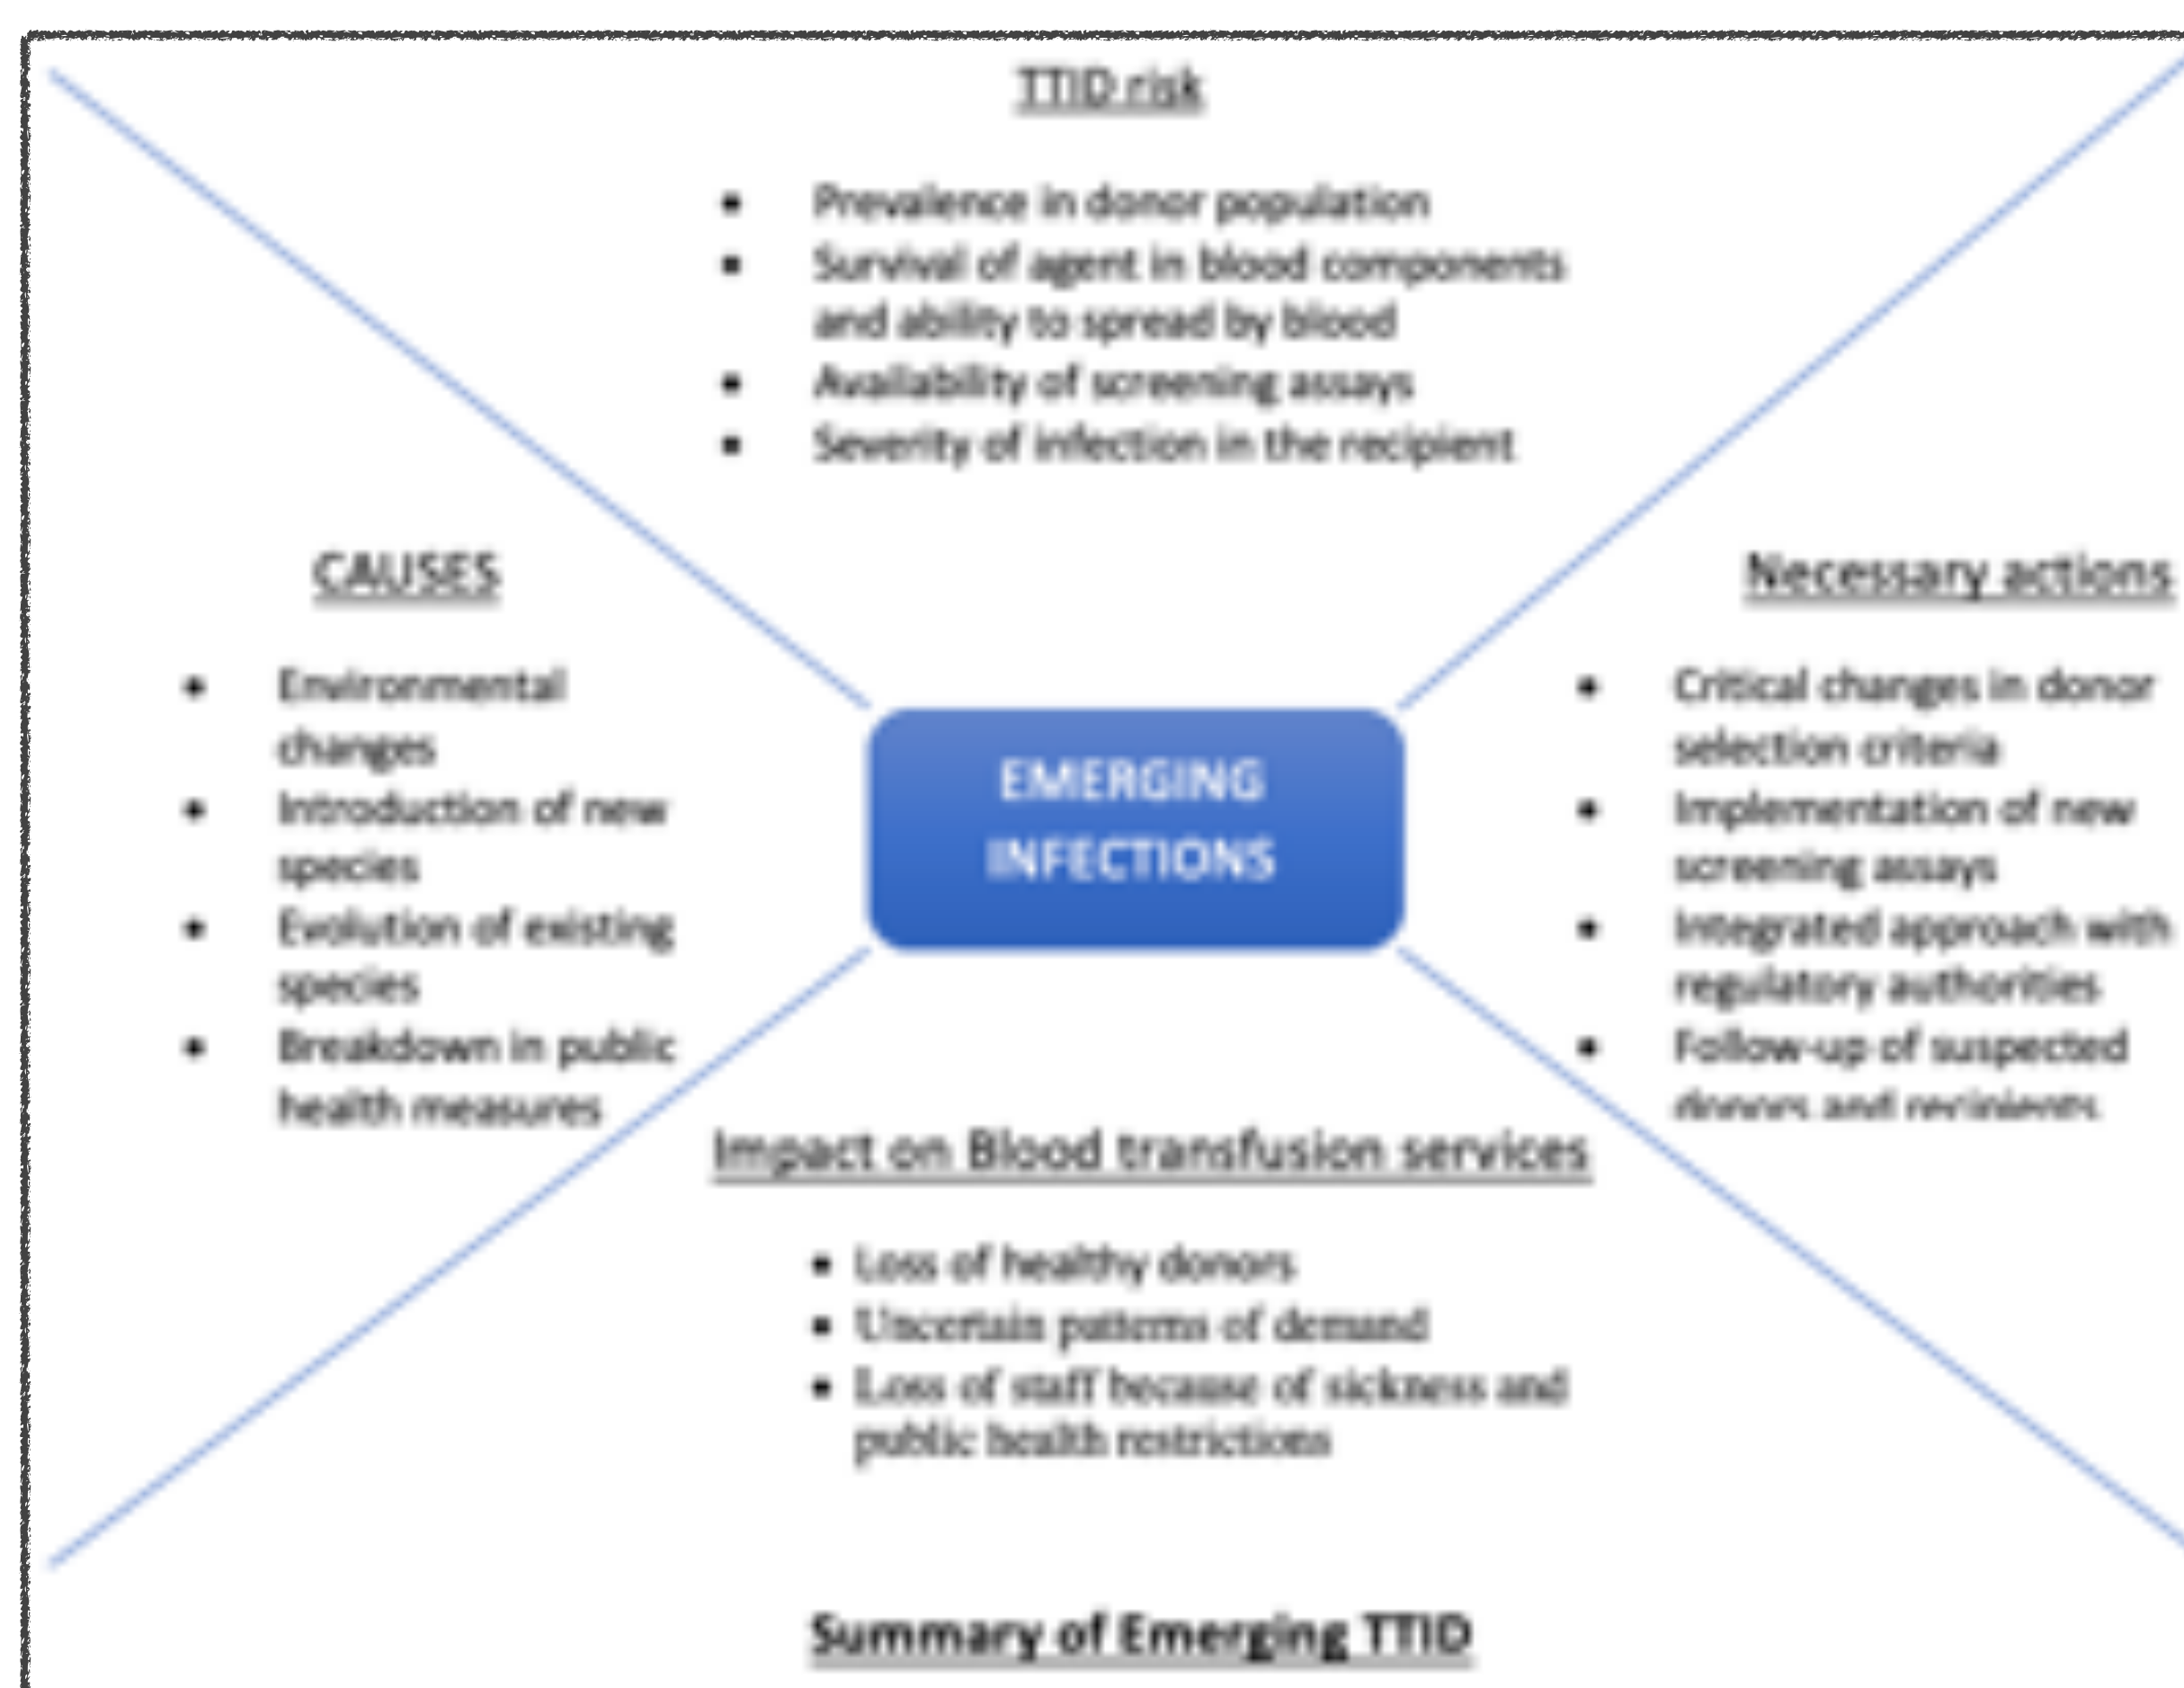 TTID risk
• Prevalence in donor population
• Survival of agent in blood components
and ability to spread by blood
• Availability of screening assays
• Severity of infection in the recipient
CAUSES
• Environmental
changes
• Introduction of new
species
• Evolution of existing
species
• Breakdown in public
health measures
EMERGING
INFECTIONS
Necessary actions
• Critical changes in donor
selection criteria
• Implementation of new
screening assays
• Integrated approach with
regulatory authorities
• Follow-up of suspected
donors and recipients
Impact on Blood transfusion services
• Loss of healthy donors
• Uncertain patterns of demand
• Loss of staff because of sickness and
public health restrictions
Summary of Emerging TTID